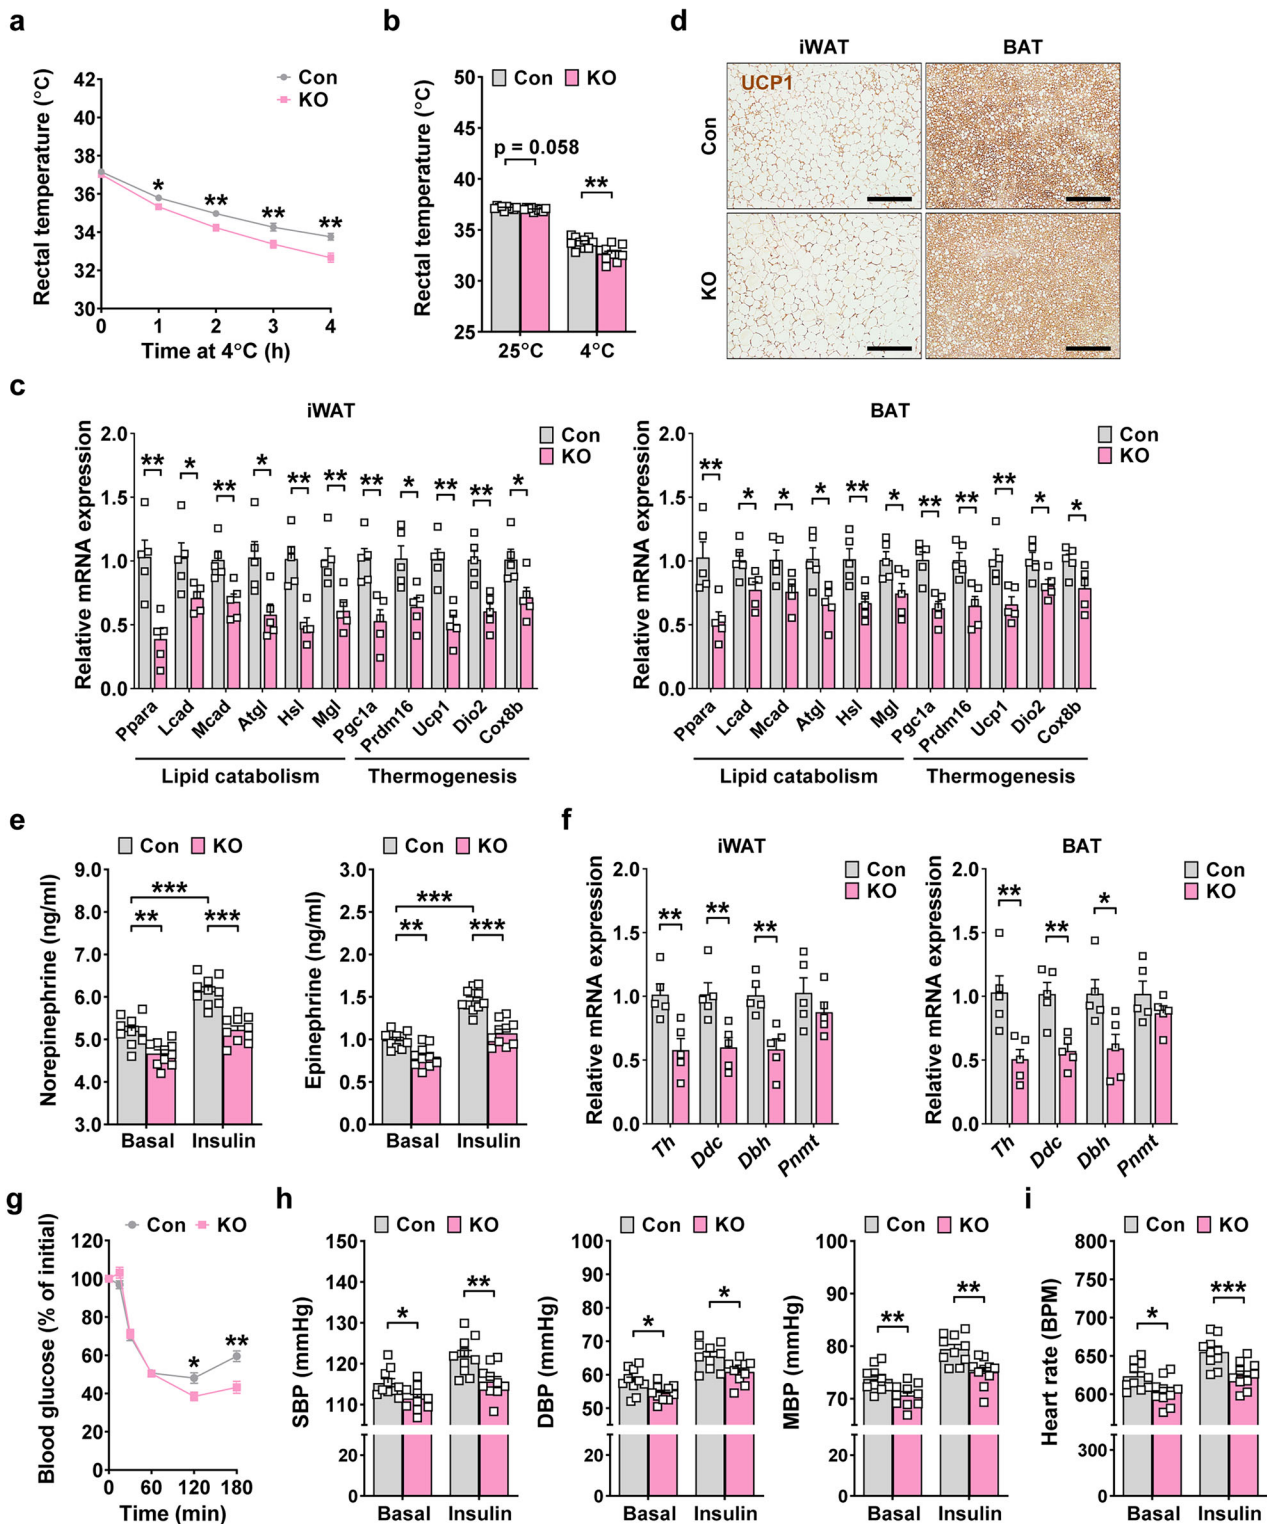 a
Con
KO
Rectal temperature (°C)
42
40
38
36
34
32
30
* ** ** **
0 1 2 3 4
Time at 4°C (h)
b
Con KO
Rectal temperature (°C)
50
45
40
35
30
25
p = 0.058
**
25°C 4°C
d
iWAT BAT
UCP1
Con
KO
c
iWAT
Con
KO
Relative mRNA expression
2.0
1.5
1.0
0.5
0.0
** * ** * ** ** ** * ** ** *
Ppara Lcad Mcad Atgl Hsl Mgl Pgc1a Prdm16 Ucp1 Dio2 Cox8b
Lipid catabolism Thermogenesis
BAT
Con
KO
Relative mRNA expression
2.0
1.5
1.0
0.5
0.0
** * * * ** * ** ** ** * *
Ppara Lcad Mcad Atgl Hsl Mgl Pgc1a Prdm16 Ucp1 Dio2 Cox8b
Lipid catabolism Thermogenesis
e
Con KO
Norepinephrine (ng/ml)
9.0
8.0
7.0
6.0
5.0
4.0
3.0
***
** ***
Basal Insulin
Con KO
Epinephrine (ng/ml)
3.0
2.5
2.0
1.5
1.0
0.5
0.0
***
** ***
Basal Insulin
f
iWAT
Con
KO
Relative mRNA expression
2.0
1.5
1.0
0.5
0.0
** ** **
Th Ddc Dbh Pnmt
BAT
Con
KO
Relative mRNA expression
2.0
1.5
1.0
0.5
0.0
** ** *
Th Ddc Dbh Pnmt
g
Con KO
Blood glucose (% of initial)
120
100
80
60
40
20
0
* **
0 60 120 180
Time (min)
h
Con KO
SBP (mmHg)
150
140
130
120
110
20
0
* **
Basal Insulin
Con KO
DBP (mmHg)
100
90
80
70
60
50
20
0
* *
Basal Insulin
Con KO
MBP (mmHg)
100
90
80
70
20
0
** **
Basal Insulin
i
Con KO
Heart rate (BPM)
800
750
700
650
600
300
0
* ***
Basal Insulin